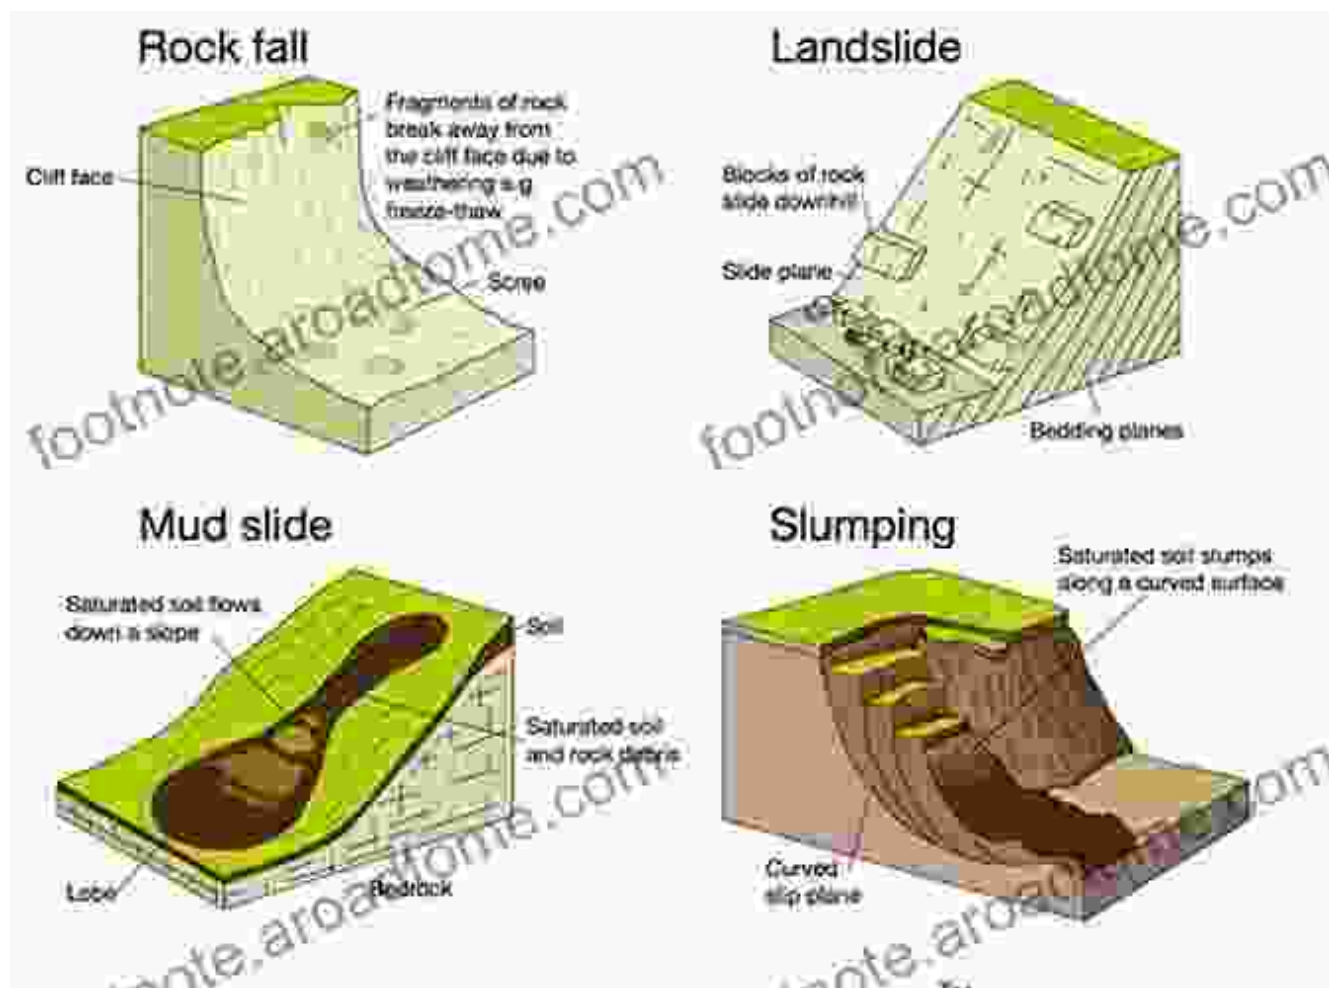 Rock fall
Fragments of rock
break away from
the cliff face due to
weathering e.g
freeze-thaw
Cliff face
Scree
Landslide
Blocks of rock
slide downhill
Slide plane
Bedding planes
Mud slide
Saturated soil flows
down a slope
Soil
Saturated soil
and rock debris
Lobe
Bedrock
Slumping
Saturated soil slumps
along a curved surface
Curved
slip plane
footnote.aroadtome.com
footnote.aroadtome.com